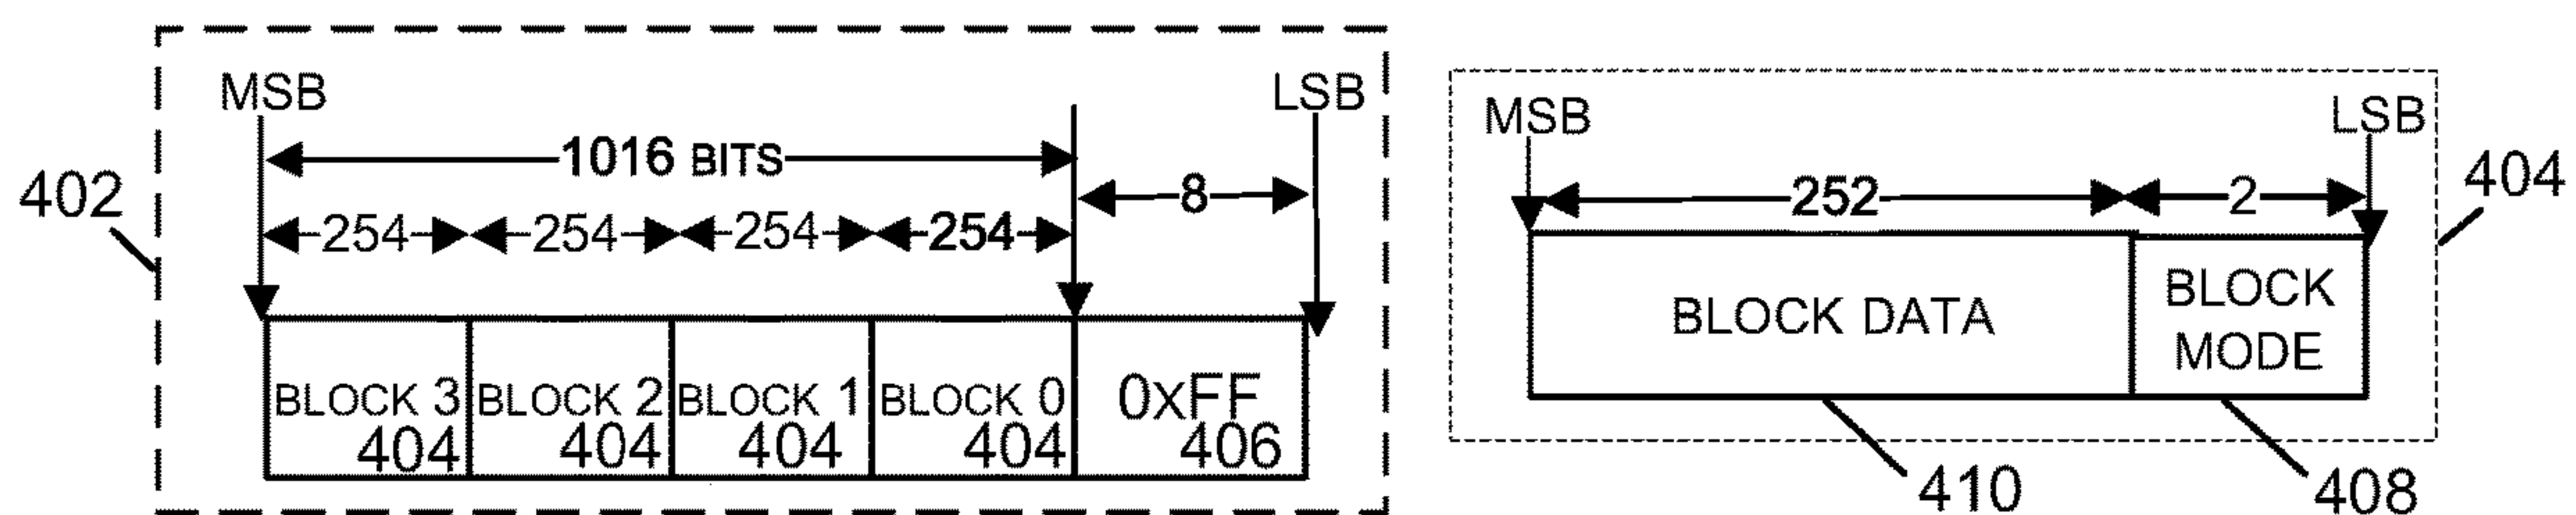 MSB
LSB
1016 BITS
8
402
254 254 254 254
BLOCK 3 BLOCK 2 BLOCK 1 BLOCK 0 0XFF
404 404 404 404 406
MSB
LSB
252 2
404
BLOCK DATA
BLOCK
MODE
410
408